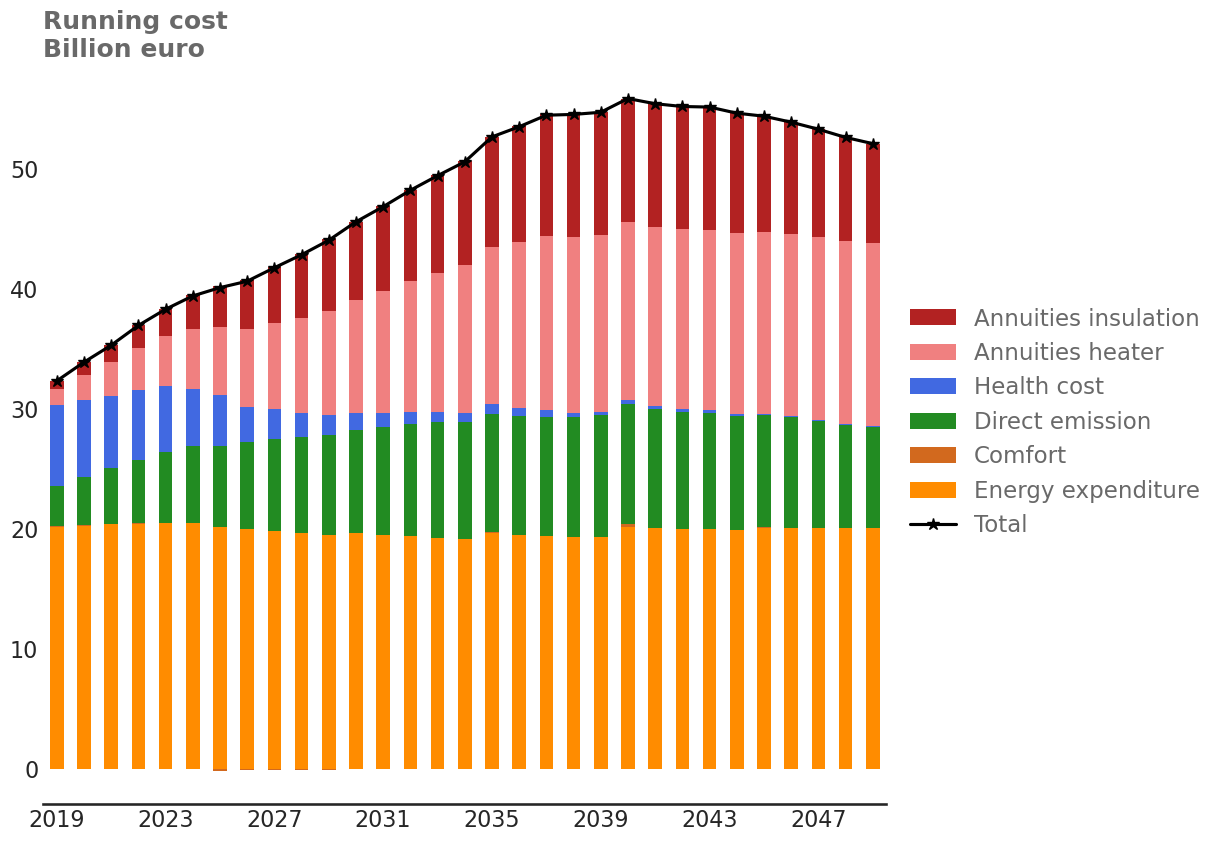 Running cost
Billion euro
50
40
30
20
10
0
2019 2023 2027 2031 2035 2039 2043 2047
Annuities insulation
Annuities heater
Health cost
Direct emission
Comfort
Energy expenditure
Total